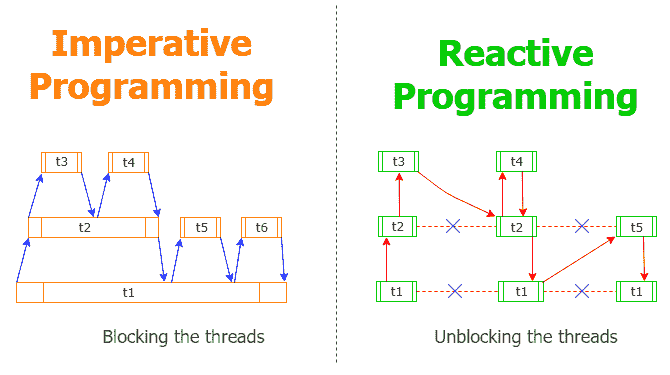 Imperative
Programming
t3 t4
t2 t5 t6
t1
Blocking the threads
Reactive
Programming
t3 t4
t2 t2 t5
t1 t1 t1
Unblocking the threads